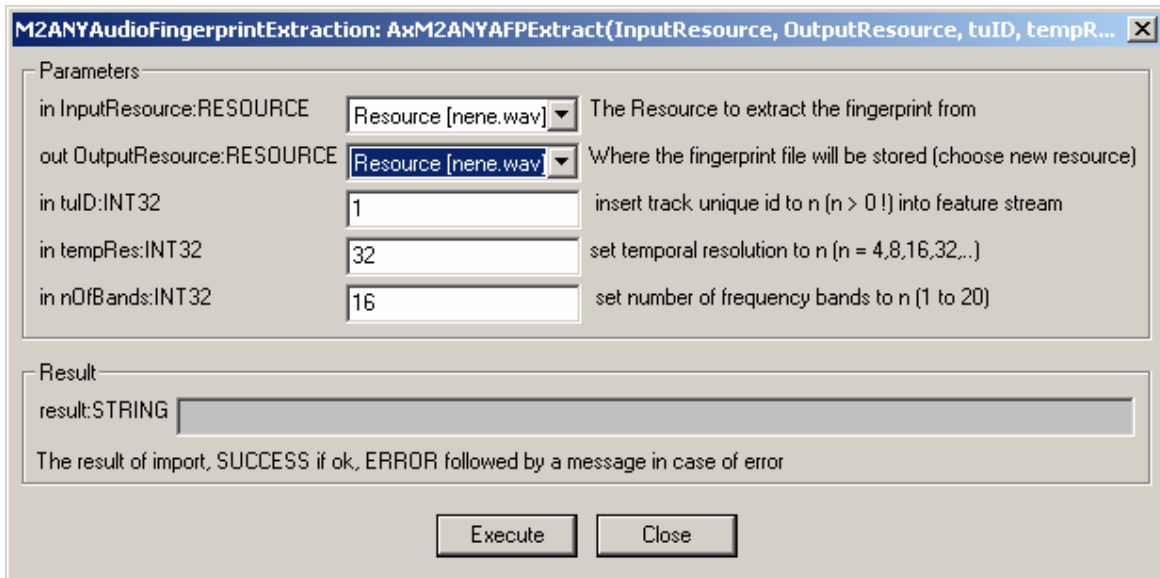 M2ANYAudioFingerprintExtraction: AxM2ANYAFPExtract(InputResource, OutputResource, tuID, tempR...
Parameters
in InputResource:RESOURCE Resource [nene.wav] The Resource to extract the fingerprint from
out OutputResource:RESOURCE Resource [nene.wav] Where the fingerprint file will be stored (choose new resource)
in tuID:INT32 1 insert track unique id to n (n > 0 !) into feature stream
in tempRes:INT32 32 set temporal resolution to n (n = 4,8,16,32,..)
in nOfBands:INT32 16 set number of frequency bands to n (1 to 20)
Result
result:STRING
The result of import, SUCCESS if ok, ERROR followed by a message in case of error
Execute Close